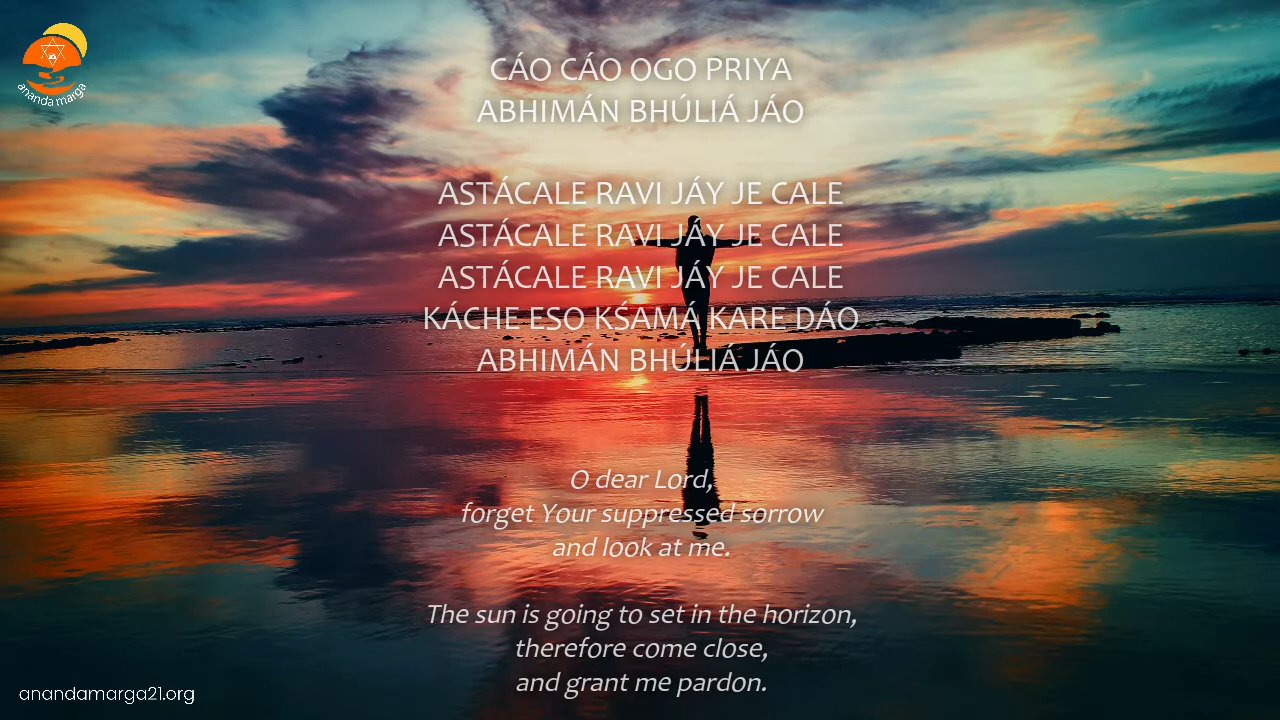 ananda marga
CÁO CÁO OGO PRIYA
ABHIMÁN BHÚLIÁ JÁO
ASTÁCALE RAVI JÁY JE CALE
ASTÁCALE RAVI JÁY JE CALE
ASTÁCALE RAVI JÁY JE CALE
KÁCHE ESO KŚAMÁ KARE DÁO
ABHIMÁN BHÚLIÁ JÁO
O dear Lord,
forget Your suppressed sorrow
and look at me.
The sun is going to set in the horizon,
therefore come close,
and grant me pardon.
anandamarga21.org